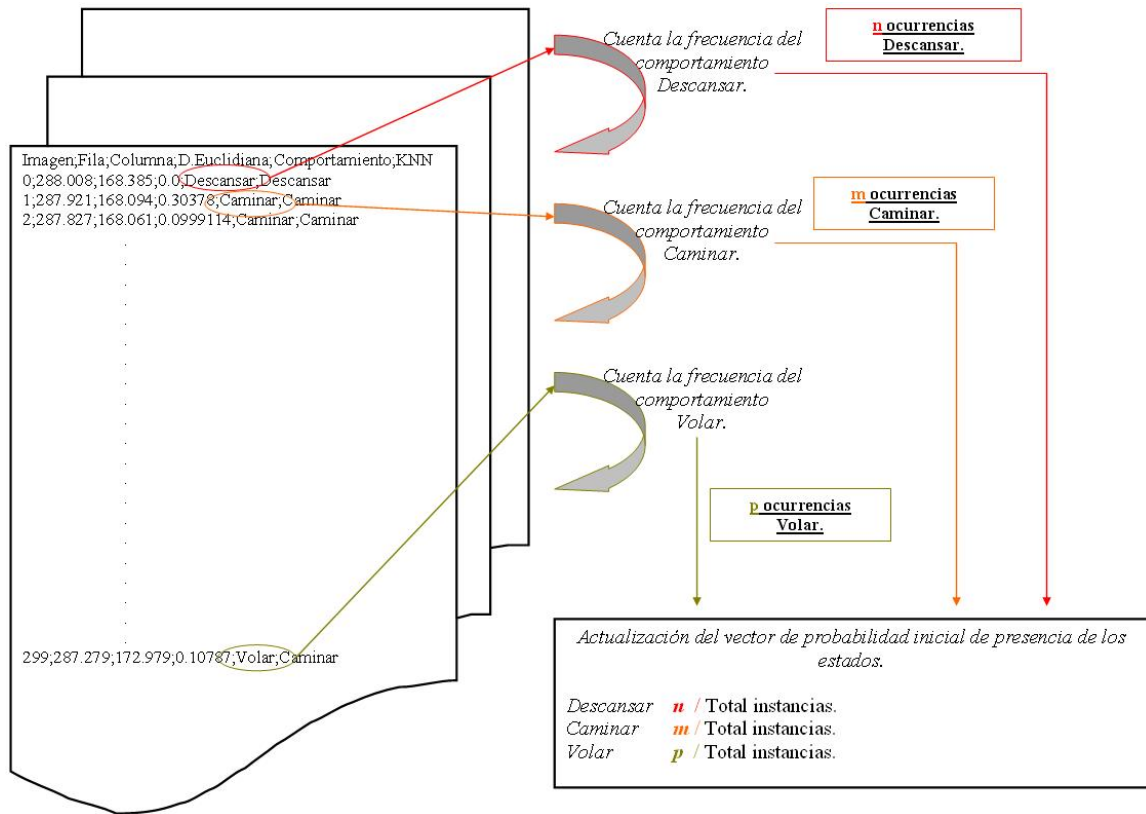 Imagen;Fila;Columna;D.Euclidiana;Comportamiento;KNN
0;288.008;168.385;0.0;Descansar;Descansar
1;287.921;168.094;0.30378;Caminar;Caminar
2;287.827;168.061;0.0999114;Caminar;Caminar
299;287.279;172.979;0.10787;Volar;Caminar
Cuenta la frecuencia del
comportamiento
Descansar.
n ocurrencias
Descansar.
Cuenta la frecuencia del
comportamiento
Caminar.
m ocurrencias
Caminar.
Cuenta la frecuencia del
comportamiento
Volar.
p ocurrencias
Volar.
Actualización del vector de probabilidad inicial de presencia de los
estados.
Descansar n / Total instancias.
Caminar m / Total instancias.
Volar p / Total instancias.